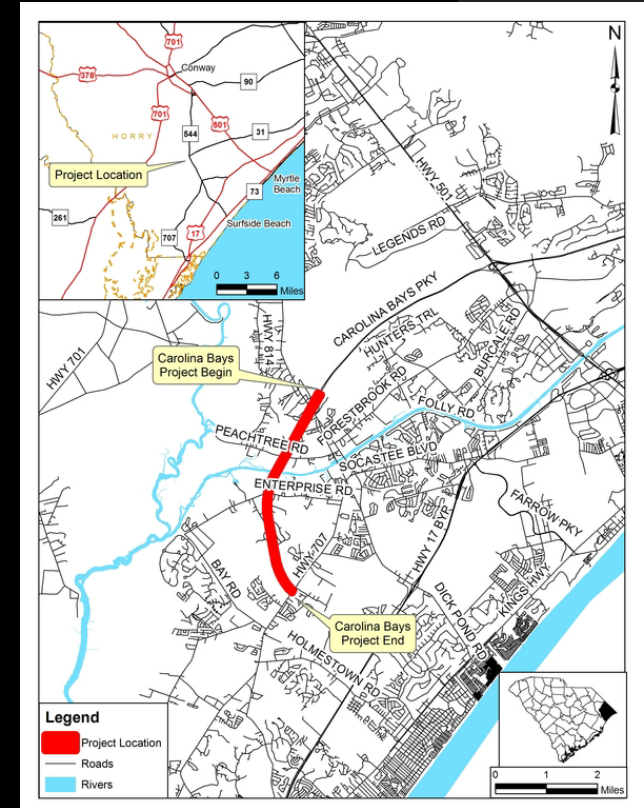 701
Conway
378
90
701
501
HORRY
544
31
Project Location
Myrtle
Beach
73
261
Surfside Beach
707
17
0 3 6
Miles
N
HWY 501
LEGENDS RD
CAROLINA BAYS PKY
HUNTERS TRL
BURCALE RD
HWY 814
HWY 701
Carolina Bays
Project Begin
FORESTBROOK RD
FOLLY RD
PEACHTREE RD
SOCASTEE BLVD
ENTERPRISE RD
FARROW PKY
HWY 17 BYP
HWY 707
BAY RD
KINGS HWY
DICK POND RD
Carolina Bays
Project End
HOLMESTOWN RD
Legend
Project Location
Roads
Rivers
0 1 2
Miles